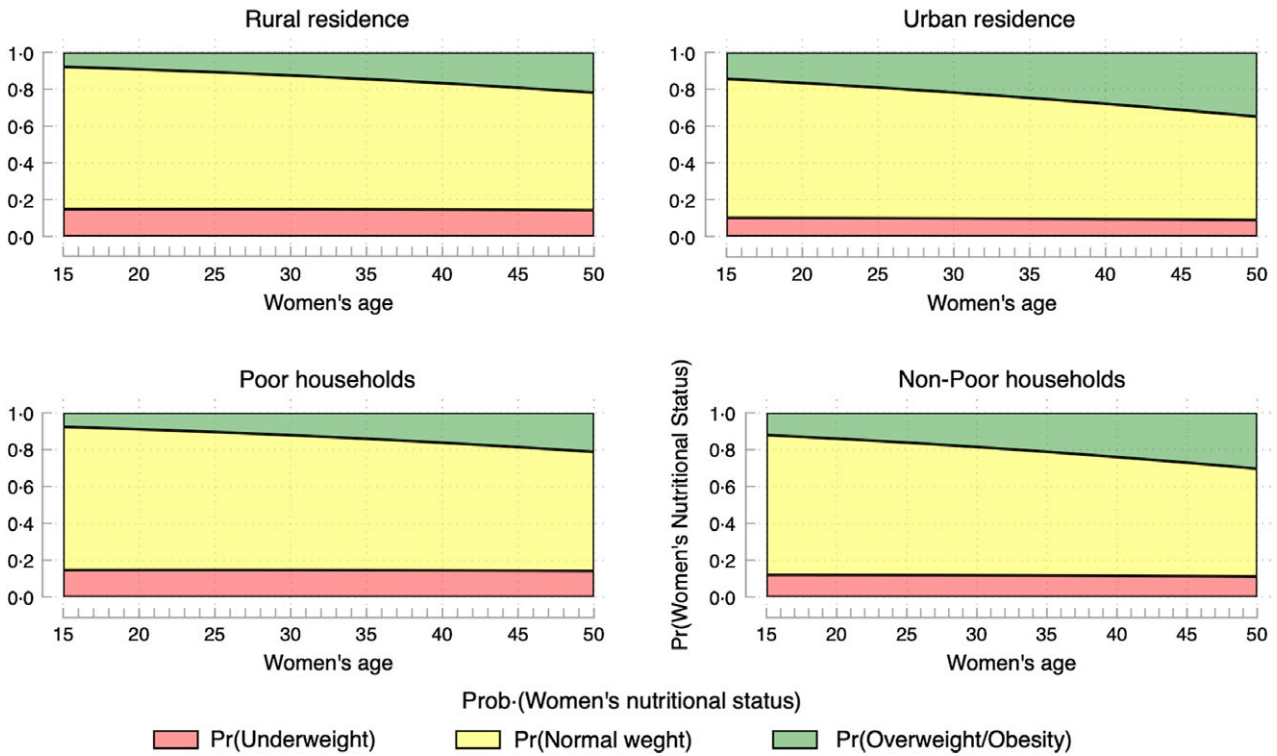 Rural residence
1·0
0·8
0·6
0·4
0·2
0·0
15 20 25 30 35 40 45 50
Women's age
Urban residence
1·0
0·8
0·6
0·4
0·2
0·0
15 20 25 30 35 40 45 50
Women's age
Poor households
1·0
0·8
0·6
0·4
0·2
0·0
15 20 25 30 35 40 45 50
Women's age
Pr(Women's Nutritional Status)
Non-Poor households
1·0
0·8
0·6
0·4
0·2
0·0
15 20 25 30 35 40 45 50
Women's age
Prob·(Women's nutritional status)
Pr(Underweight) Pr(Normal weght) Pr(Overweight/Obesity)